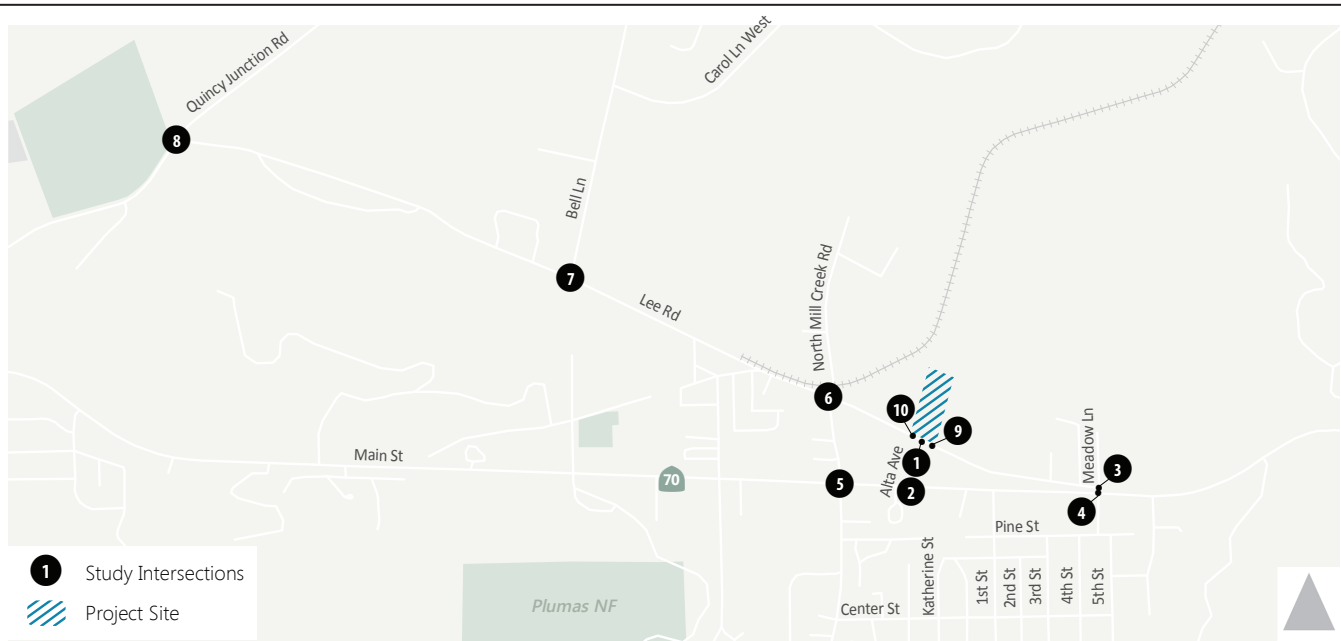 Quincy Junction Rd
Carol Ln West
8
Bell Ln
7
Lee Rd
North Mill Creek Rd
6
10
9
1
Alta Ave
2
Meadow Ln
3
4
Main St
70
5
Pine St
Katherine St
1st St
2nd St
3rd St
4th St
5th St
Center St
Plumas NF
1 Study Intersections
Project Site